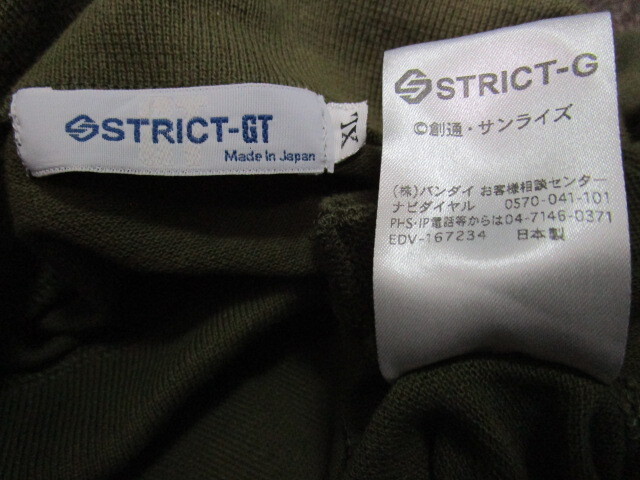 STRICT-GT
Made In Japan
XL
STRICT-G
©創通・サンライズ
(株)バンダイ お客様相談センター
ナビダイヤル 0570-041-101
PHS・IP電話等からは04-7146-0371
EDV-167234 日本製